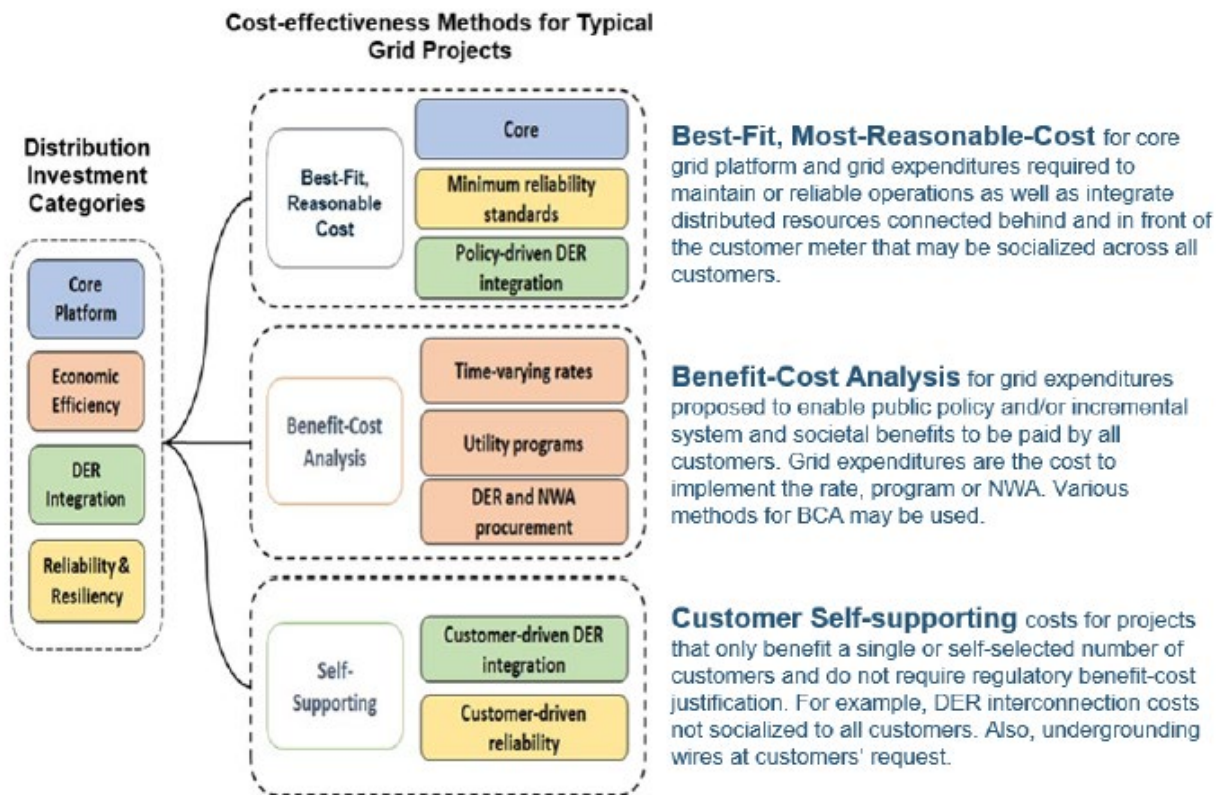 Cost-effectiveness Methods for Typical
Grid Projects
Distribution
Investment
Categories
Core
Platform
Economic
Efficiency
DER
Integration
Reliability &
Resiliency
Best-Fit,
Reasonable
Cost
Core
Minimum reliability
standards
Policy-driven DER
integration
Best-Fit, Most-Reasonable-Cost for core
grid platform and grid expenditures required to
maintain or reliable operations as well as integrate
distributed resources connected behind and in front of
the customer meter that may be socialized across all
customers.
Benefit-Cost
Analysis
Time-varying rates
Utility programs
DER and NWA
procurement
Benefit-Cost Analysis for grid expenditures
proposed to enable public policy and/or incremental
system and societal benefits to be paid by all
customers. Grid expenditures are the cost to
implement the rate, program or NWA. Various
methods for BCA may be used.
Self-
Supporting
Customer-driven DER
integration
Customer-driven
reliability
Customer Self-supporting costs for projects
that only benefit a single or self-selected number of
customers and do not require regulatory benefit-cost
justification. For example, DER interconnection costs
not socialized to all customers. Also, undergrounding
wires at customers' request.